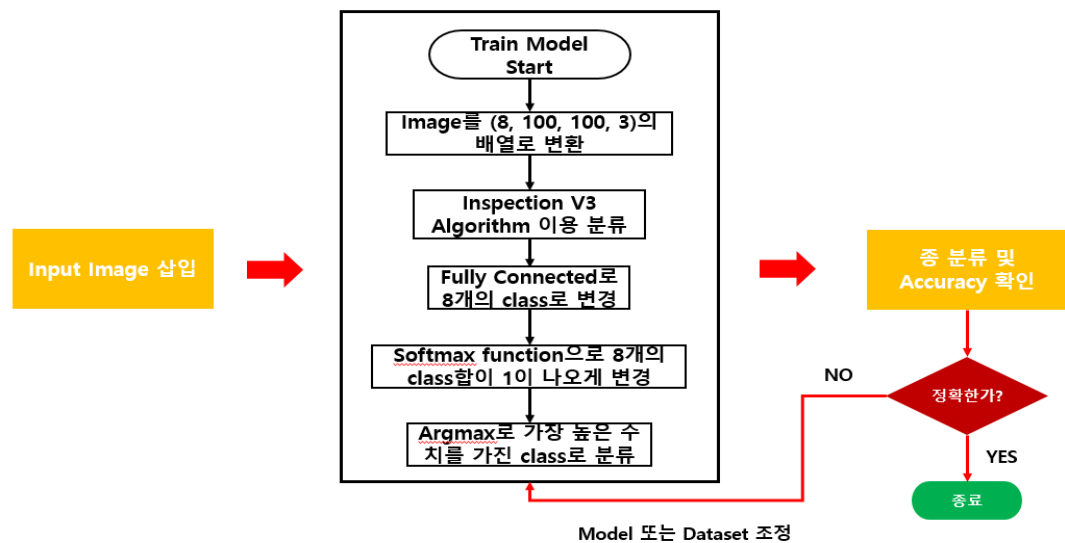 Input Image 삽입
Train Model
Start
Image를 (8, 100, 100, 3)의
배열로 변환
Inspection V3
Algorithm 이용 분류
Fully Connected로
8개의 class로 변경
Softmax function으로 8개의
class합이 1이 나오게 변경
Argmax로 가장 높은 수
치를 가진 class로 분류
종 분류 및
Accuracy 확인
정확한가?
NO
YES
종료
Model 또는 Dataset 조정